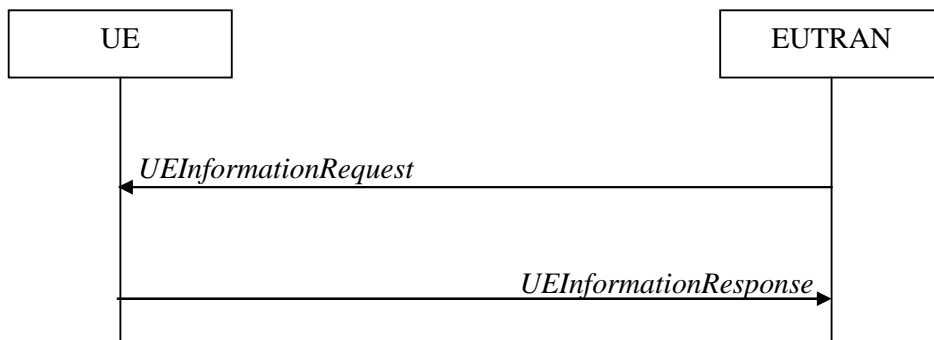 UE
EUTRAN
UEInformationRequest
UEInformationResponse